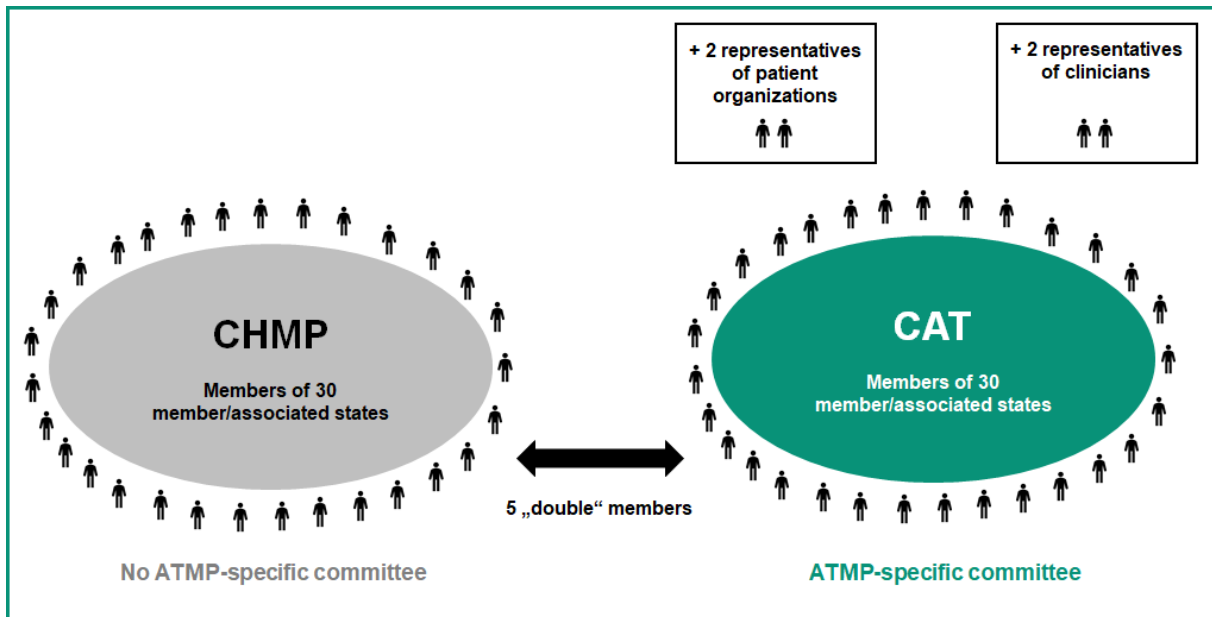 + 2 representatives
of patient
organizations
+ 2 representatives
of clinicians
CHMP
Members of 30
member/associated states
CAT
Members of 30
member/associated states
5 „double“ members
No ATMP-specific committee
ATMP-specific committee